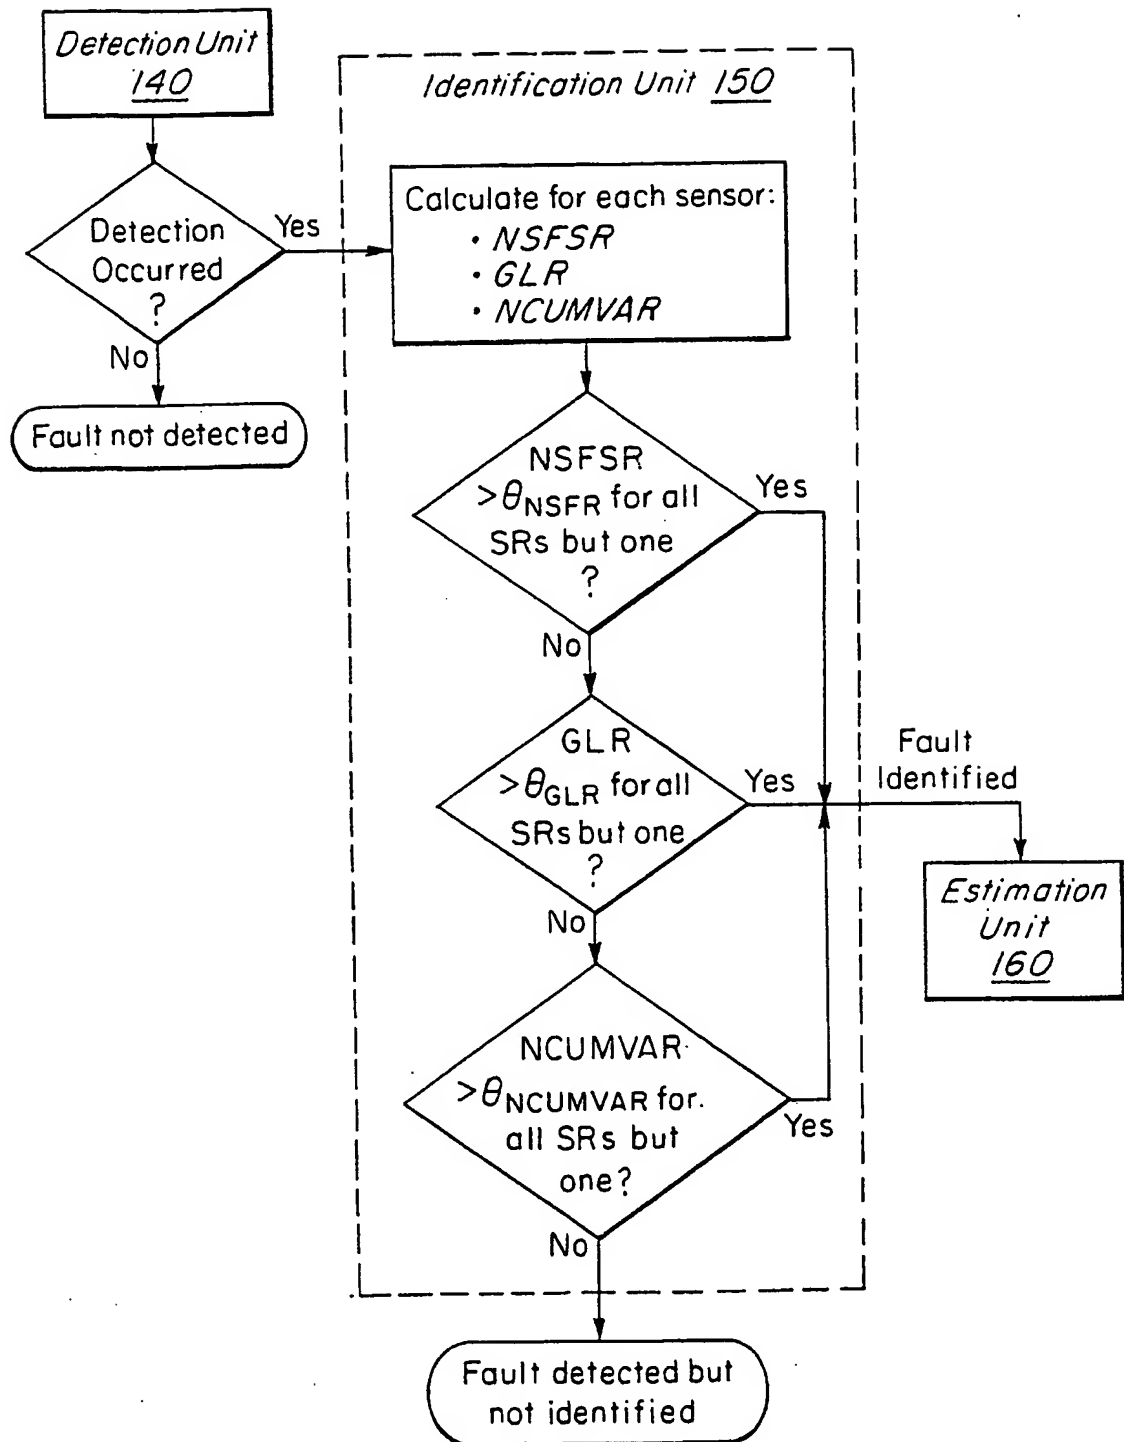 Detection Unit
140
Identification Unit 150
Detection
Occurred
?
Yes
No
Fault not detected
Calculate for each sensor:
· NSFSR
· GLR
· NCUMVAR
NSFSR
>θNSFR for all
SRs but one
?
Yes
No
GLR
>θGLR for all
SRs but one
?
Yes
No
Fault
Identified
Estimation
Unit
160
NCUMVAR
>θNCUMVAR for.
all SRs but
one?
Yes
No
Fault detected but
not identified